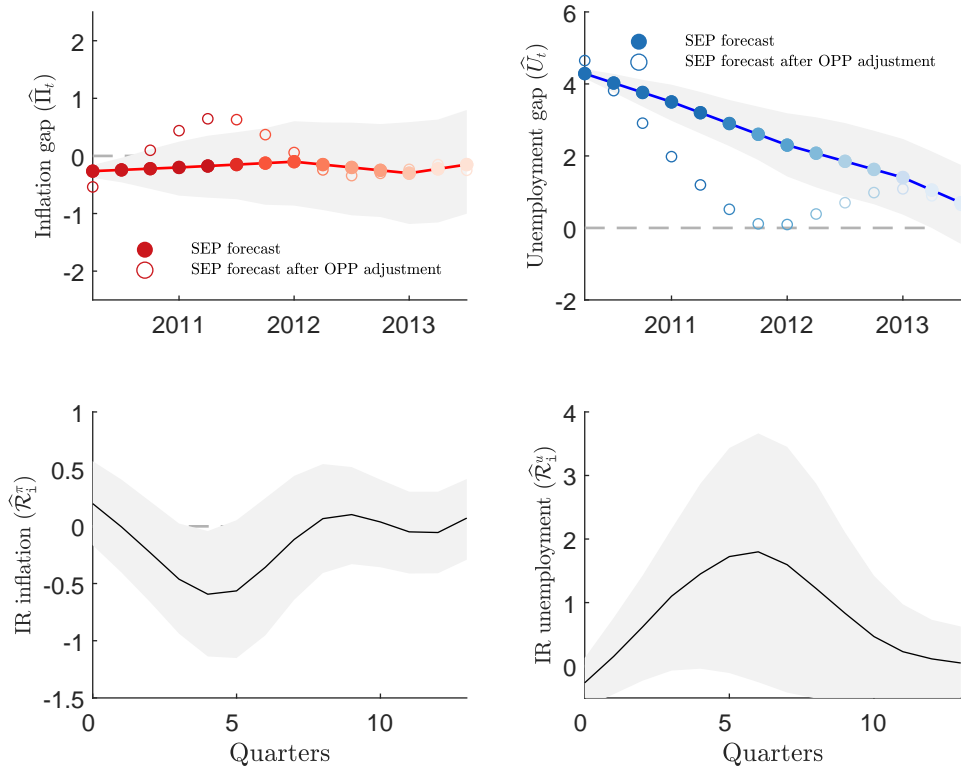 2
1
0
-1
-2
Inflation gap (Π̂ₜ)
SEP forecast
SEP forecast after OPP adjustment
2011 2012 2013
6
4
2
0
-2
Unemployment gap (Ûₜ)
SEP forecast
SEP forecast after OPP adjustment
2011 2012 2013
1
0.5
0
-0.5
-1
-1.5
IR inflation (R̂ᵢ^π)
0 5 10
Quarters
4
3
2
1
0
IR unemployment (R̂ᵢ^u)
0 5 10
Quarters